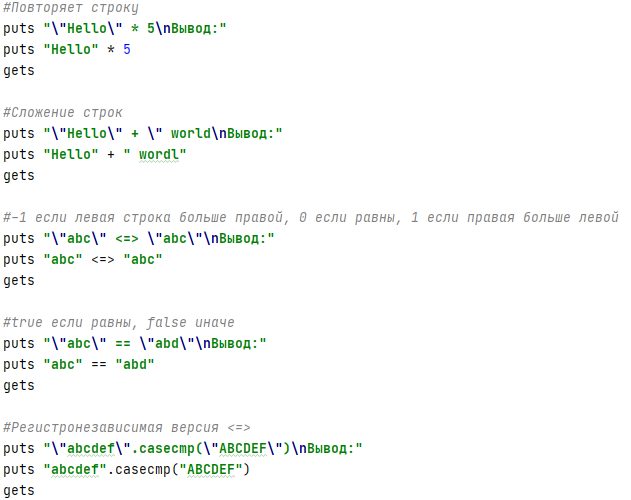 #Повторяет строку
puts "\"Hello\" * 5\nВывод:"
puts "Hello" * 5
gets
#Сложение строк
puts "\"Hello\" + \" world\nВывод:"
puts "Hello" + " wordl"
gets
#-1 если левая строка больше правой, 0 если равны, 1 если правая больше левой
puts "\"abc\" <=> \"abc\"\nВывод:"
puts "abc" <=> "abc"
gets
#true если равны, false иначе
puts "\"abc\" == \"abd\"\nВывод:"
puts "abc" == "abd"
gets
#Регистронезависимая версия <=>
puts "\"abcdef\".casecmp(\"ABCDEF\")\nВывод:"
puts "abcdef".casecmp("ABCDEF")
gets